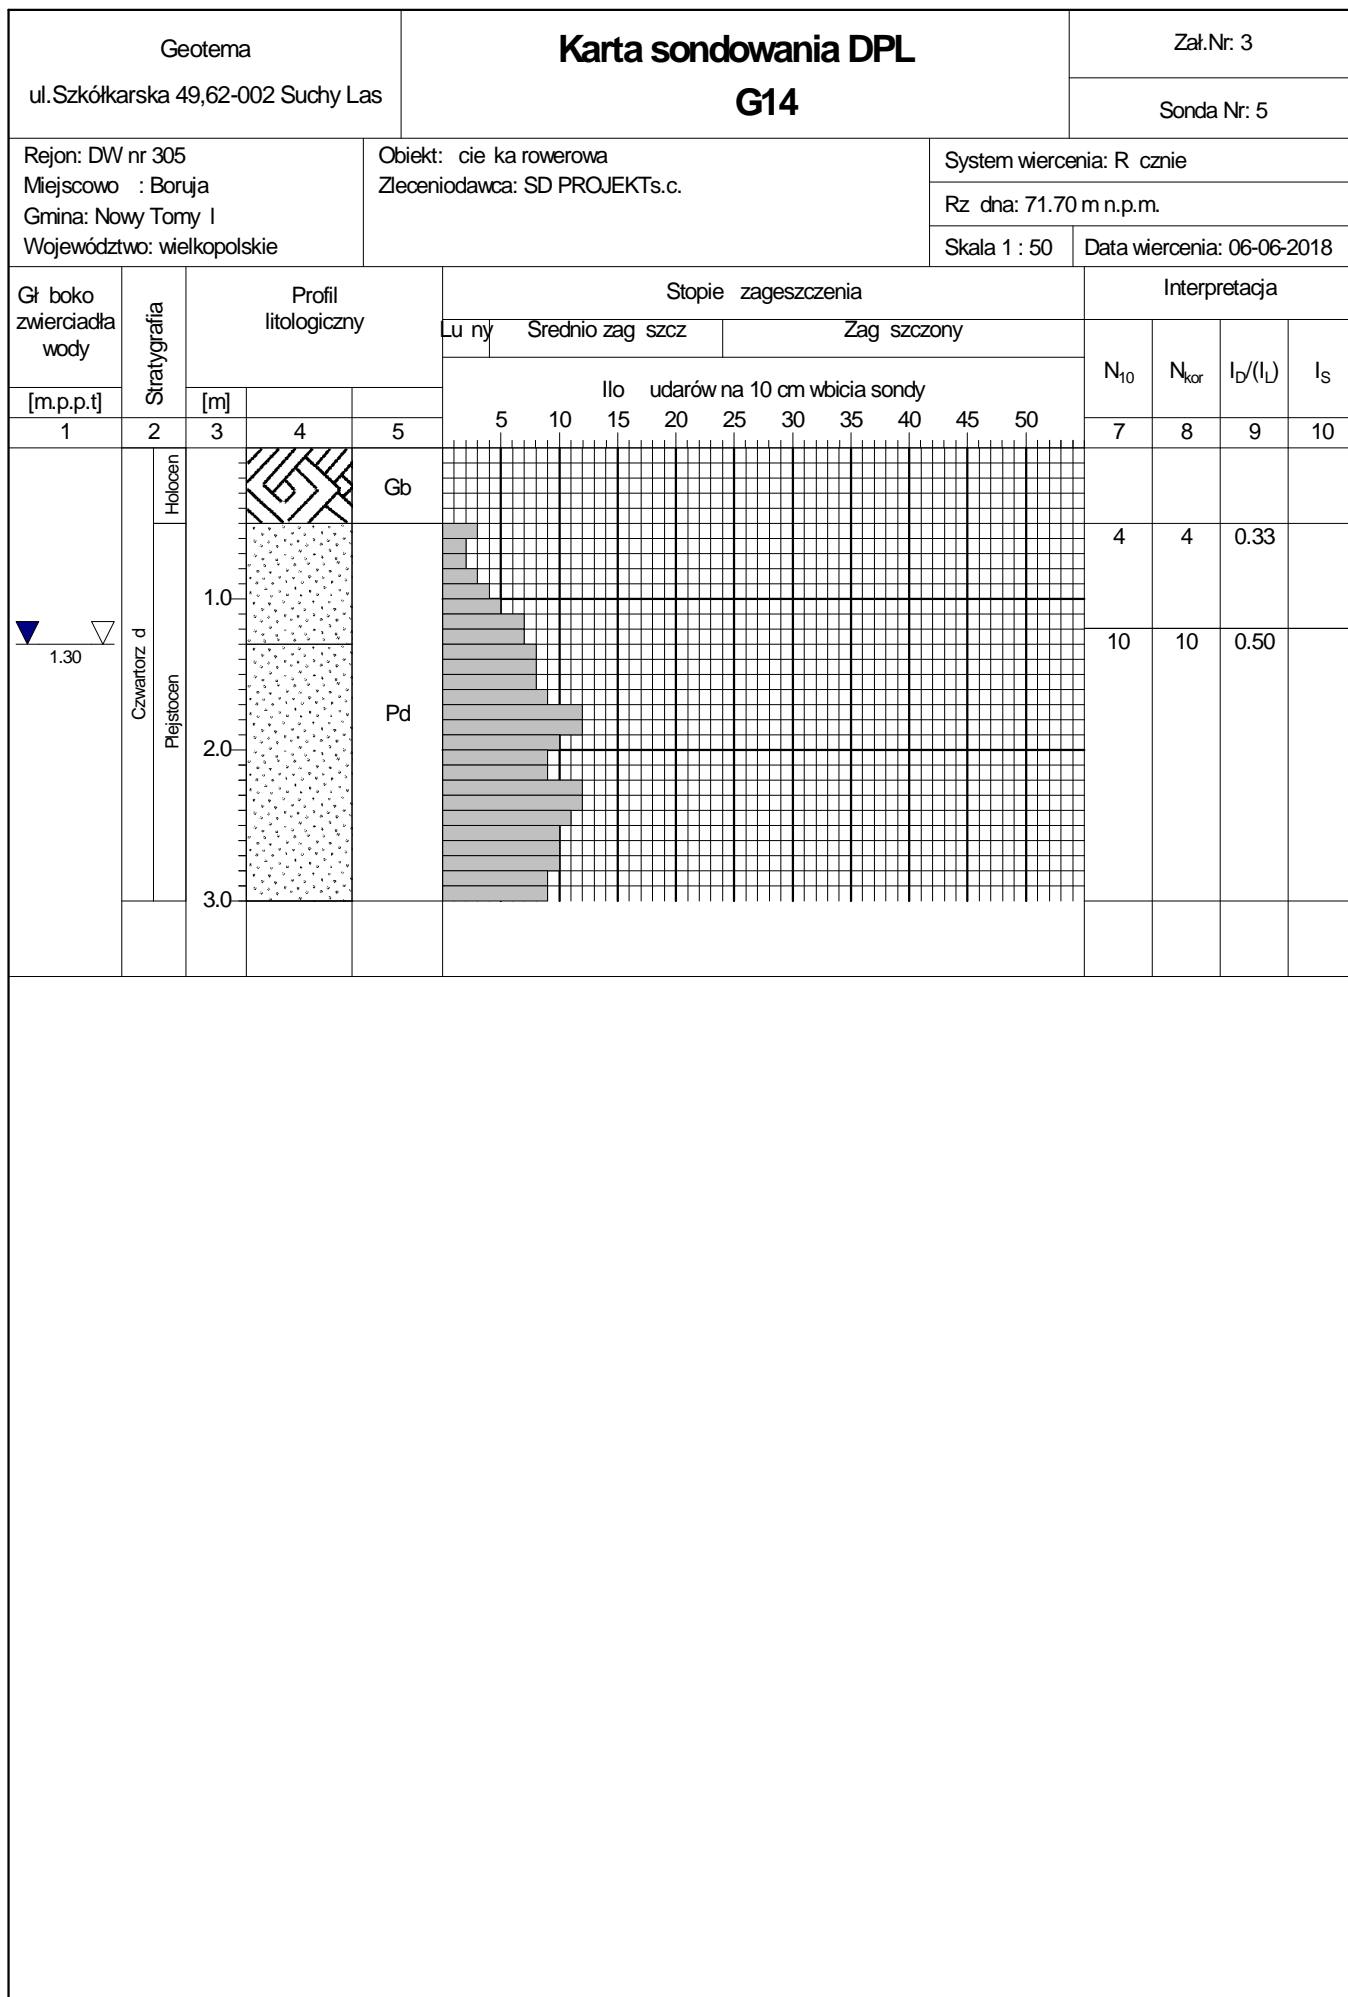 Geotema
ul.Szkółkarska 49,62-002 Suchy Las
Karta sondowania DPL
G14
Zał.Nr: 3
Sonda Nr: 5
Rejon: DW nr 305
Miejscowo : Boruja
Gmina: Nowy Tomy l
Województwo: wielkopolskie
Obiekt: cie ka rowerowa
Zleceniodawca: SD PROJEKTs.c.
System wiercenia: R cznie
Rz dna: 71.70 m n.p.m.
Skala 1 : 50
Data wiercenia: 06-06-2018
Gł boko
zwierciadła
wody
[m.p.p.t]
Stratygrafia
Profil
litologiczny
[m]
Stopie zageszczenia
Lu ny
Srednio zag szcz
Zag szczony
Ilo udarów na 10 cm wbicia sondy
5 10 15 20 25 30 35 40 45 50
Interpretacja
N10 Nkor ID/(IL) IS
1 2 3 4 5 7 8 9 10
Holocen
Gb
4 4 0.33
1.0
1.30
10 10 0.50
Czwartorz d
Plejstocen
Pd
2.0
3.0